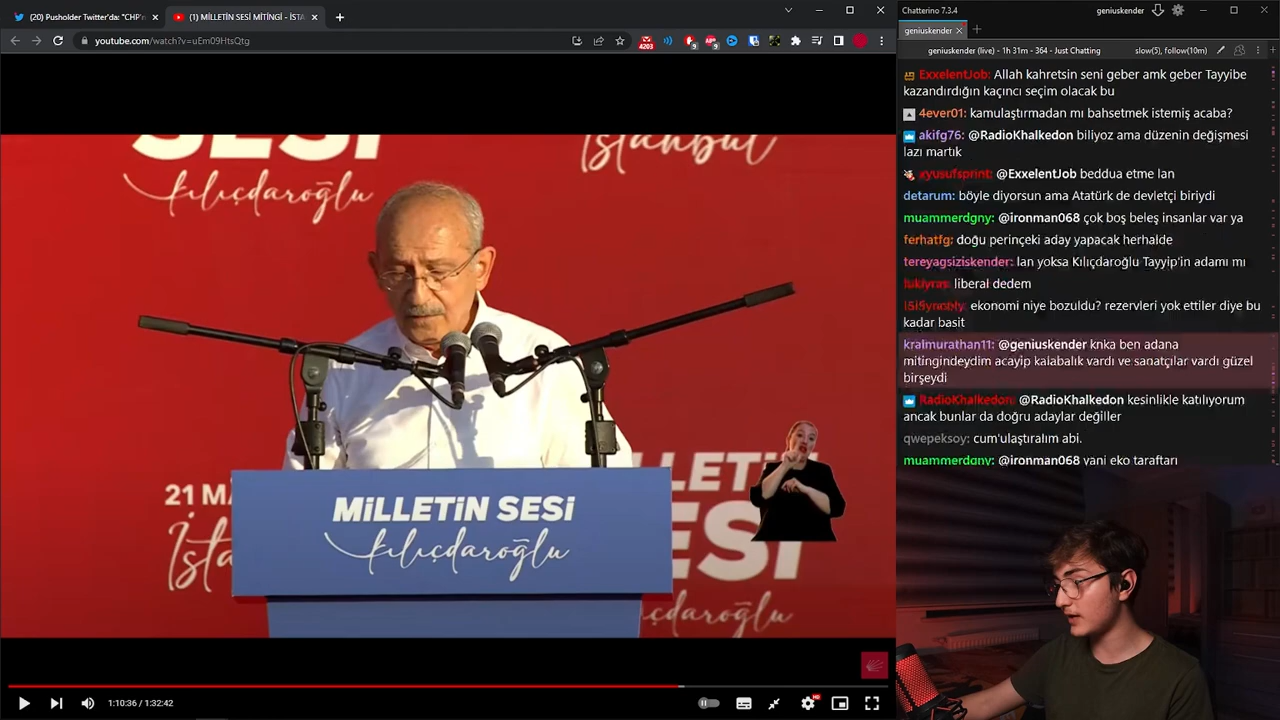 (20) Pusholder Twitter'da: "CHP'n
(1) MİLLETİN SESİ MİTİNGİ - İSTA
youtube.com/watch?v=uEm09HtsQtg
4203
9
9
SESİ
kılıçdaroğlu
İstanbul
21 MA
İsta
MİLLETİN SESİ
kılıçdaroğlu
LLETİN
ESİ
çdaroğlu
1:10:36 / 1:32:42
HD
Chatterino 7.3.4
geniuskender
geniuskender
geniuskender (live) - 1h 31m - 364 - Just Chatting
slow(5), follow(10m)
ExxelentJob: Allah kahretsin seni geber amk geber Tayyibe
kazandırdığın kaçıncı seçim olacak bu
4ever01: kamulaştırmadan mı bahsetmek istemiş acaba?
akifg76: @RadioKhalkedon biliyoz ama düzenin değişmesi
lazı martık
yusufsprint: @ExxelentJob beddua etme lan
detarum: böyle diyorsun ama Atatürk de devletçi biriydi
muammerdgny: @ironman068 çok boş beleş insanlar var ya
ferhatfg: doğu perinçeki aday yapacak herhalde
tereyagsiziskender: lan yoksa Kılıçdaroğlu Tayyip'in adamı mı
liberal dedem
ekonomi niye bozuldu? rezervleri yok ettiler diye bu
kadar basit
kralmurathan11: @geniuskender knka ben adana
mitingindeydim acayip kalabalık vardı ve sanatçılar vardı güzel
birşeydi
RadioKhalkedon: @RadioKhalkedon kesinlikle katılıyorum
ancak bunlar da doğru adaylar değiller
qwepeksoy: cum'ulaştıralım abi.
muammerdgny: @ironman068 yani eko taraftarı